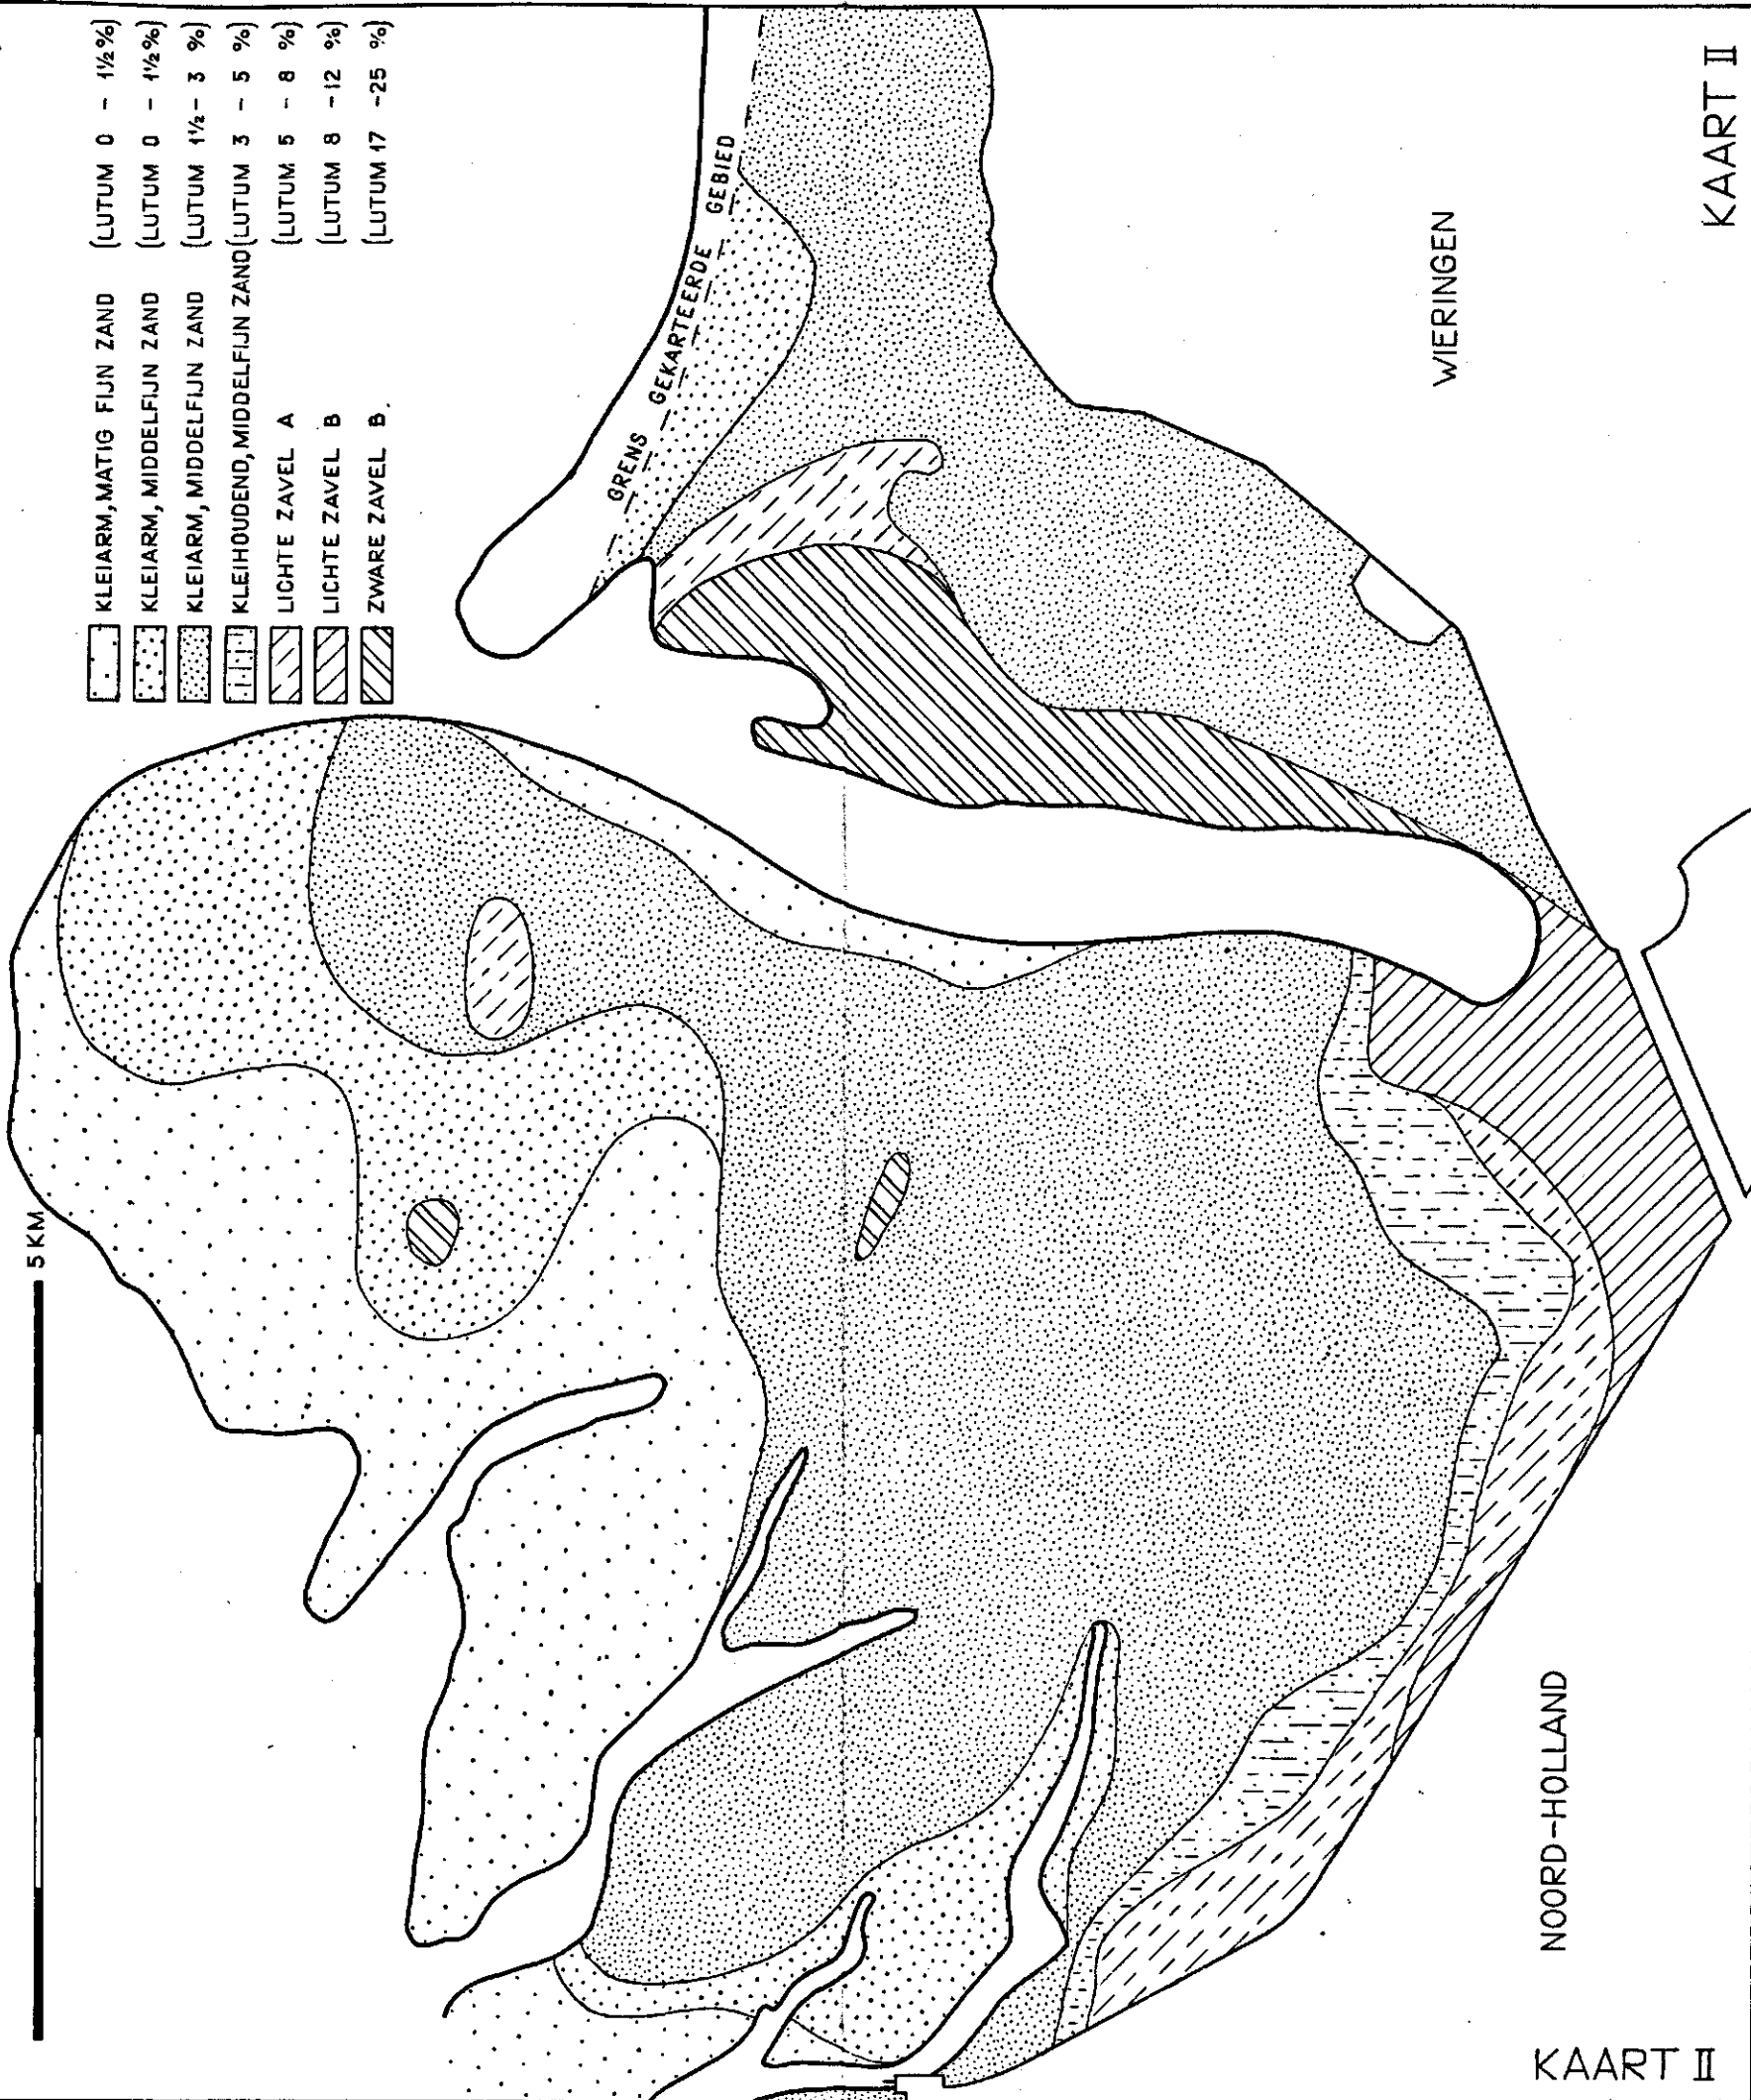 KLEIARM, MATIG FIJN ZAND (LUTUM 0 - 1½%)
KLEIARM, MIDDELFIJN ZAND (LUTUM 0 - 1½%)
KLEIARM, MIDDELFIJN ZAND (LUTUM 1½ - 3 %)
KLEIHOUDEND, MIDDELFIJN ZAND (LUTUM 3 - 5 %)
LICHTE ZAVEL A (LUTUM 5 - 8 %)
LICHTE ZAVEL B (LUTUM 8 - 12 %)
ZWARE ZAVEL B. (LUTUM 17 - 25 %)
5 KM
GRENS GEKARTEERDE GEBIED
WIERINGEN
NOORD-HOLLAND
KAART II
KAART II